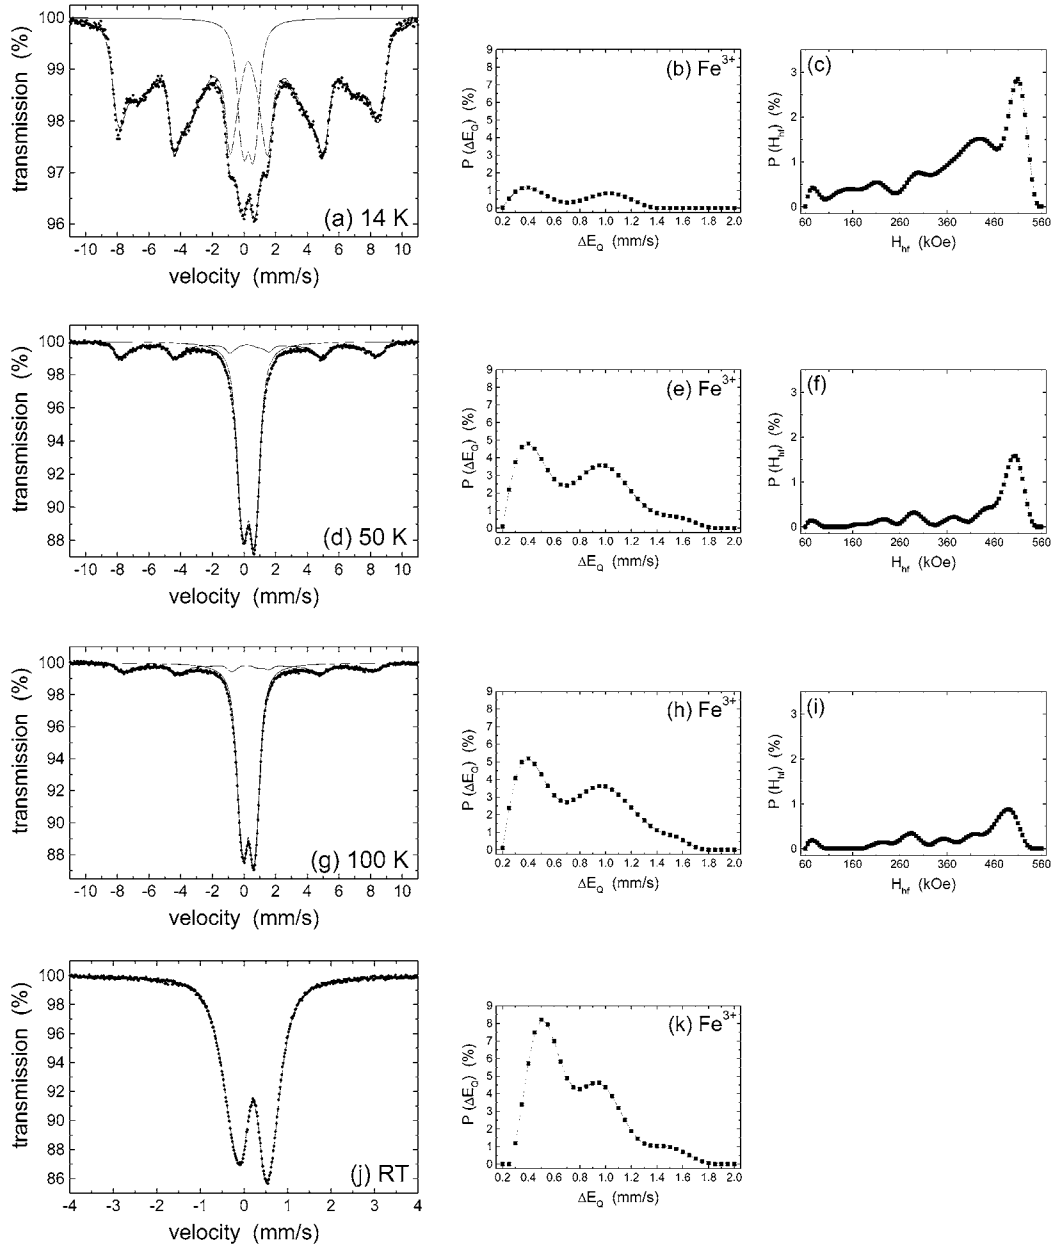 100
99
98
97
96
transmission (%)
(a) 14 K
-10 -8 -6 -4 -2 0 2 4 6 8 10
velocity (mm/s)
9
8
7
6
5
4
3
2
1
0
P (ΔE_Q) (%)
(b) Fe³⁺
0.2 0.4 0.6 0.8 1.0 1.2 1.4 1.6 1.8 2.0
ΔE_Q (mm/s)
3
2
1
0
P (H_hf) (%)
(c)
60 160 260 360 460 560
H_hf (kOe)
100
98
96
94
92
90
88
transmission (%)
(d) 50 K
-10 -8 -6 -4 -2 0 2 4 6 8 10
velocity (mm/s)
9
8
7
6
5
4
3
2
1
0
P (ΔE_Q) (%)
(e) Fe³⁺
0.2 0.4 0.6 0.8 1.0 1.2 1.4 1.6 1.8 2.0
ΔE_Q (mm/s)
3
2
1
0
P (H_hf) (%)
(f)
60 160 260 360 460 560
H_hf (kOe)
100
98
96
94
92
90
88
transmission (%)
(g) 100 K
-10 -8 -6 -4 -2 0 2 4 6 8 10
velocity (mm/s)
9
8
7
6
5
4
3
2
1
0
P (ΔE_Q) (%)
(h) Fe³⁺
0.2 0.4 0.6 0.8 1.0 1.2 1.4 1.6 1.8 2.0
ΔE_Q (mm/s)
3
2
1
0
P (H_hf) (%)
(i)
60 160 260 360 460 560
H_hf (kOe)
100
98
96
94
92
90
88
86
transmission (%)
(j) RT
-4 -3 -2 -1 0 1 2 3 4
velocity (mm/s)
9
8
7
6
5
4
3
2
1
0
P (ΔE_Q) (%)
(k) Fe³⁺
0.2 0.4 0.6 0.8 1.0 1.2 1.4 1.6 1.8 2.0
ΔE_Q (mm/s)